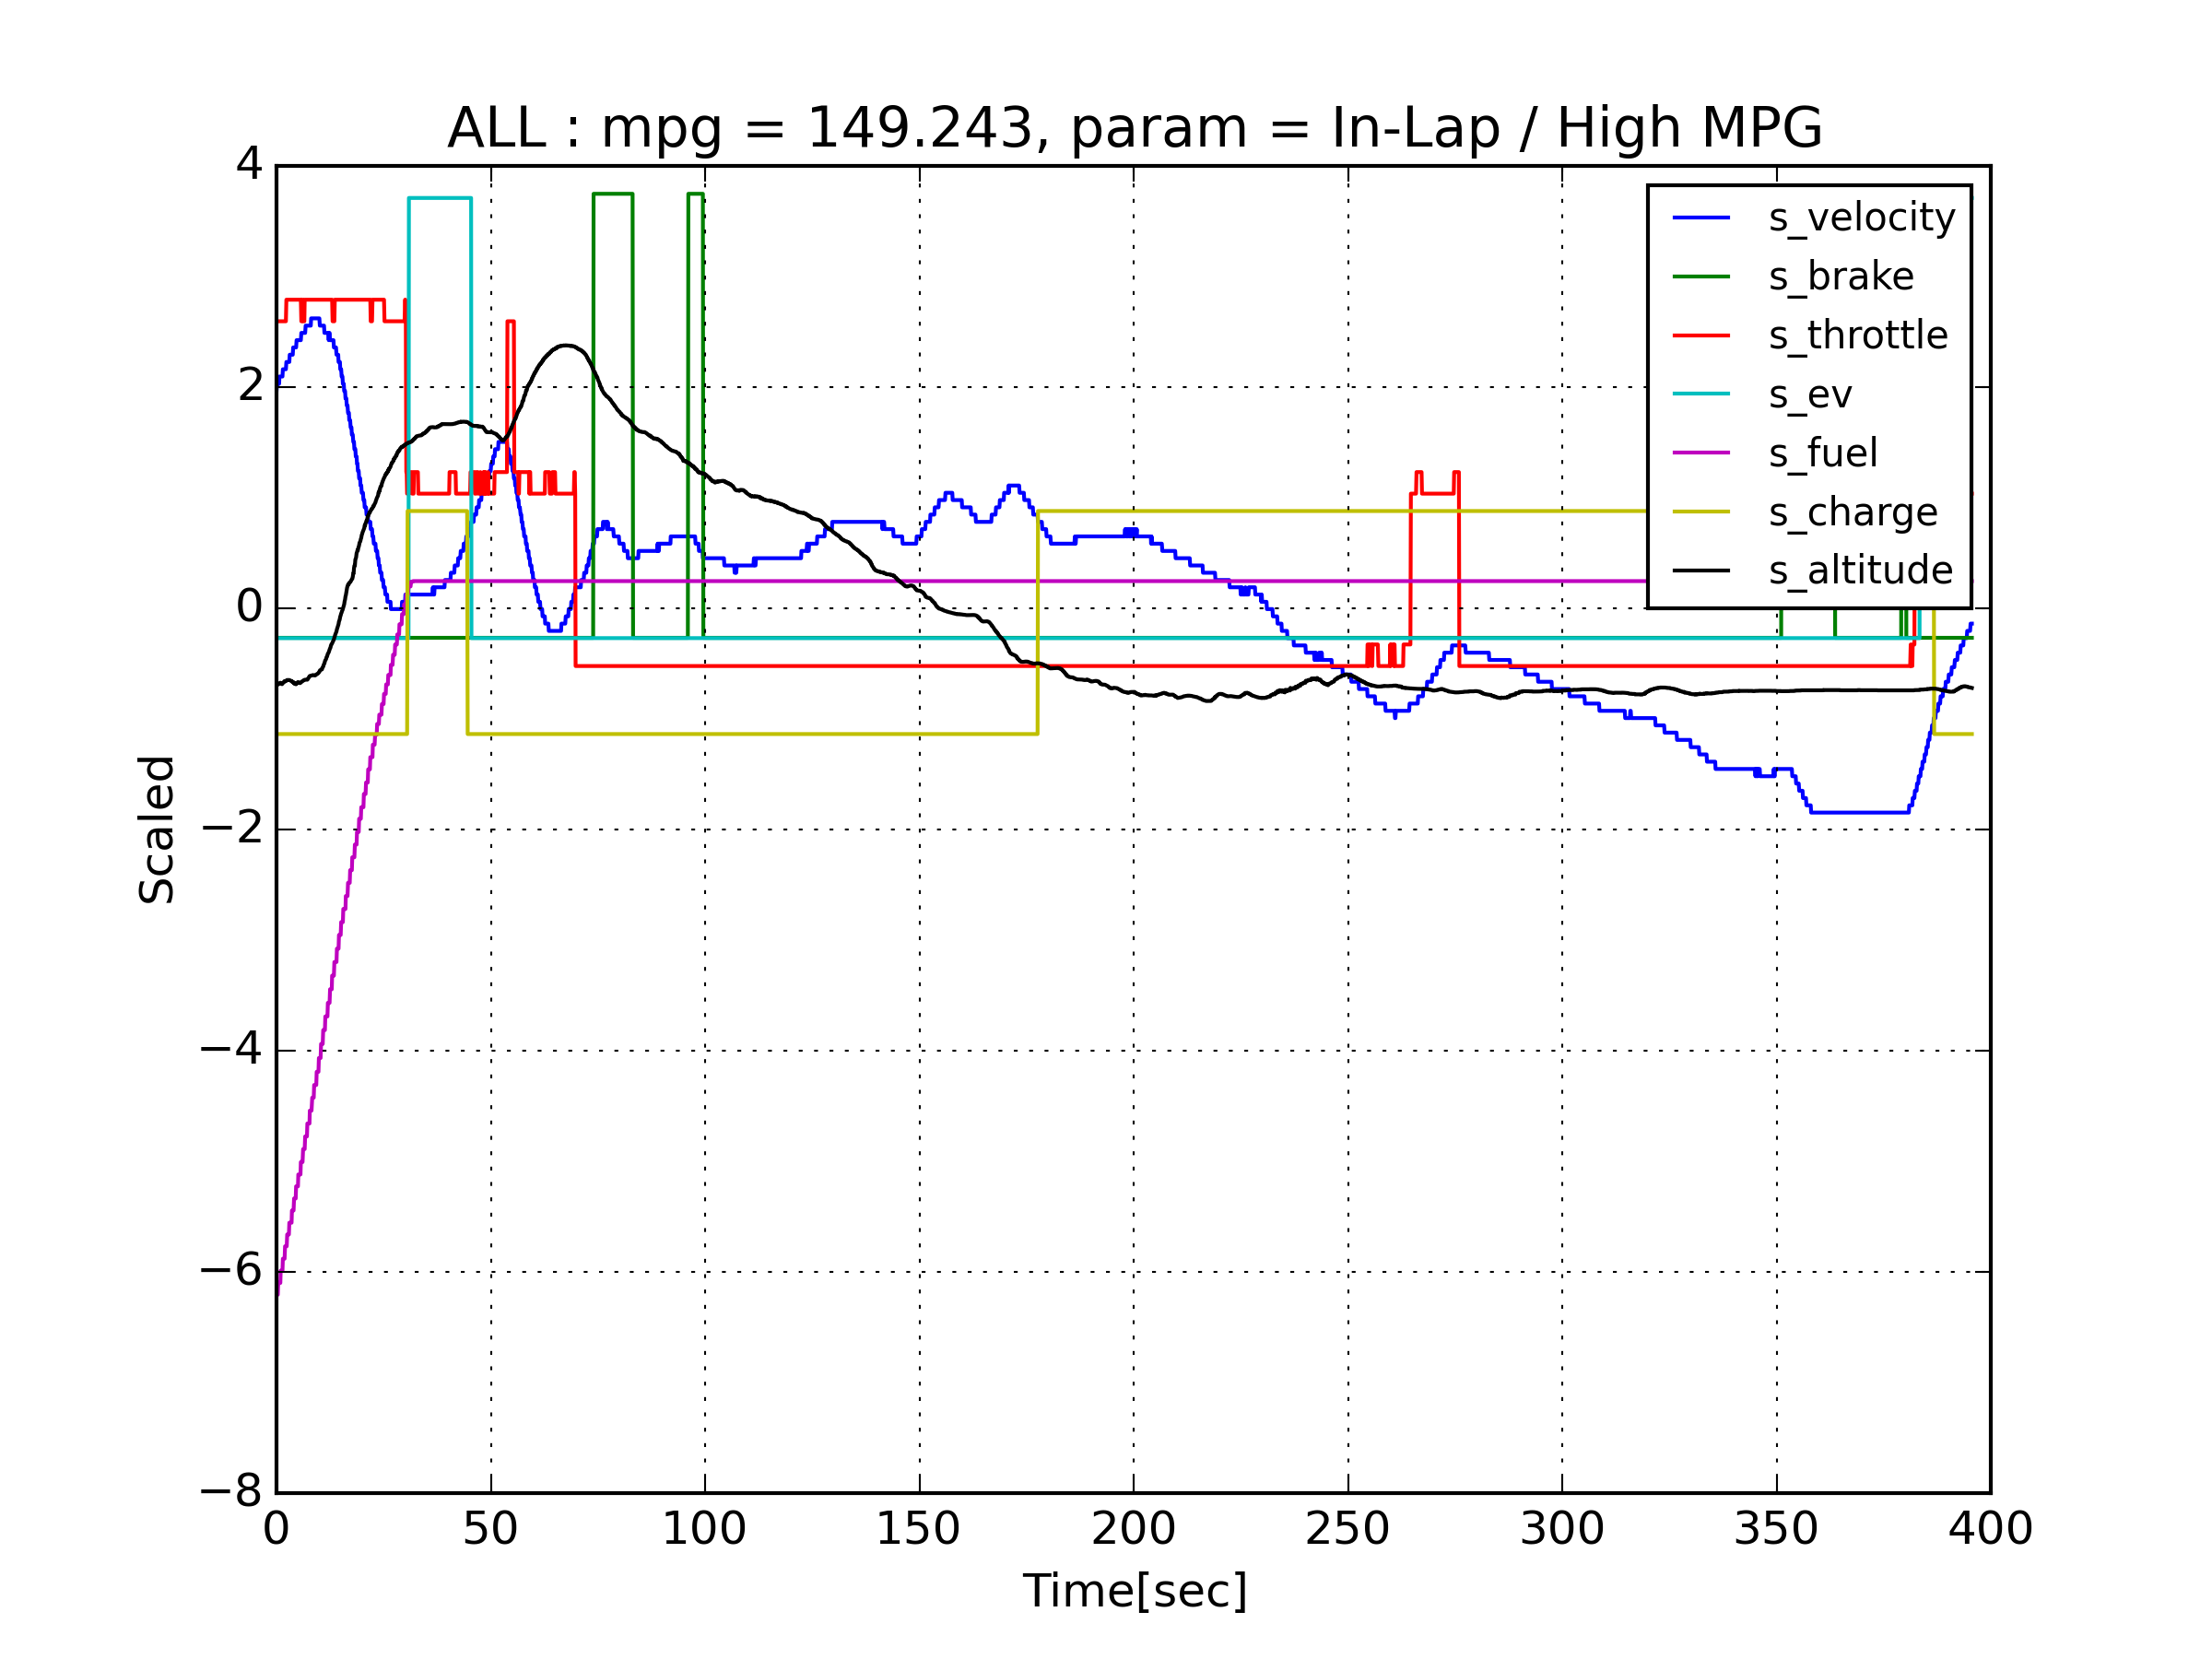 ALL : mpg = 149.243, param = In-Lap / High MPG
4
2
0
−2
−4
−6
−8
Scaled
s_velocity
s_brake
s_throttle
s_ev
s_fuel
s_charge
s_altitude
0 50 100 150 200 250 300 350 400
Time[sec]